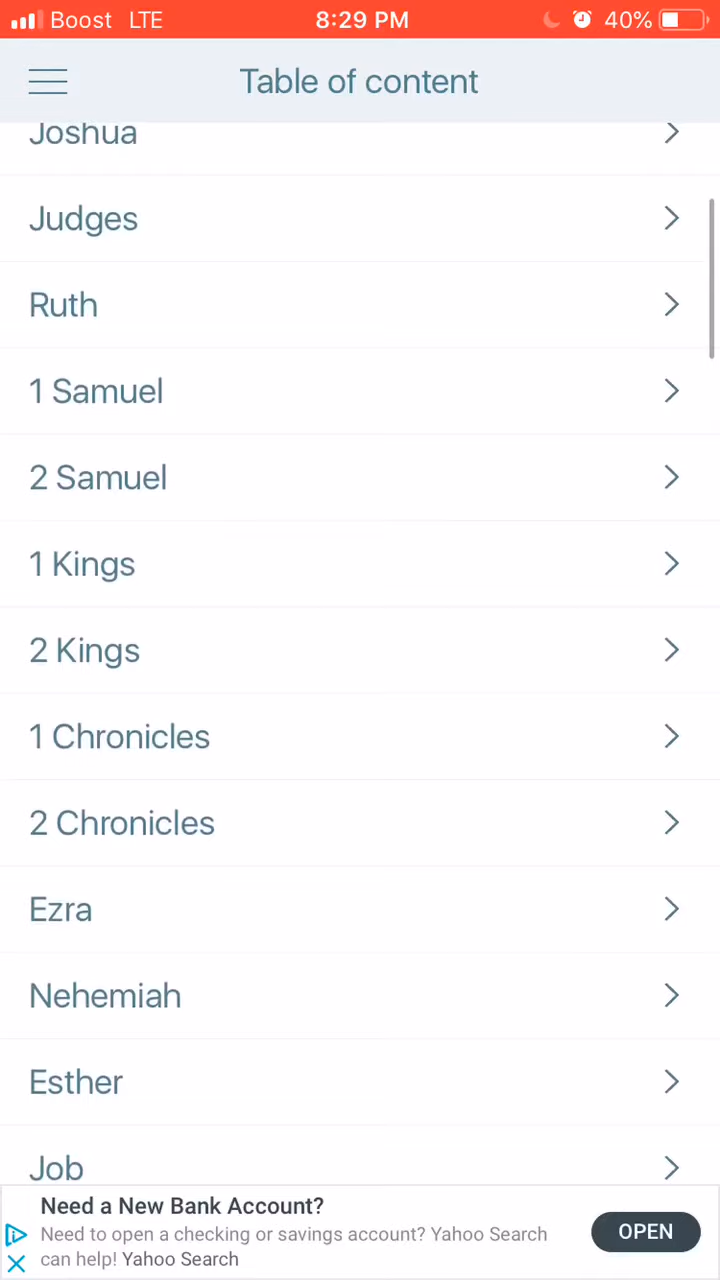 Boost LTE 8:29 PM 40%
Table of content
Joshua
Judges
Ruth
1 Samuel
2 Samuel
1 Kings
2 Kings
1 Chronicles
2 Chronicles
Ezra
Nehemiah
Esther
Job
Need a New Bank Account?
Need to open a checking or savings account? Yahoo Search
can help! Yahoo Search
OPEN